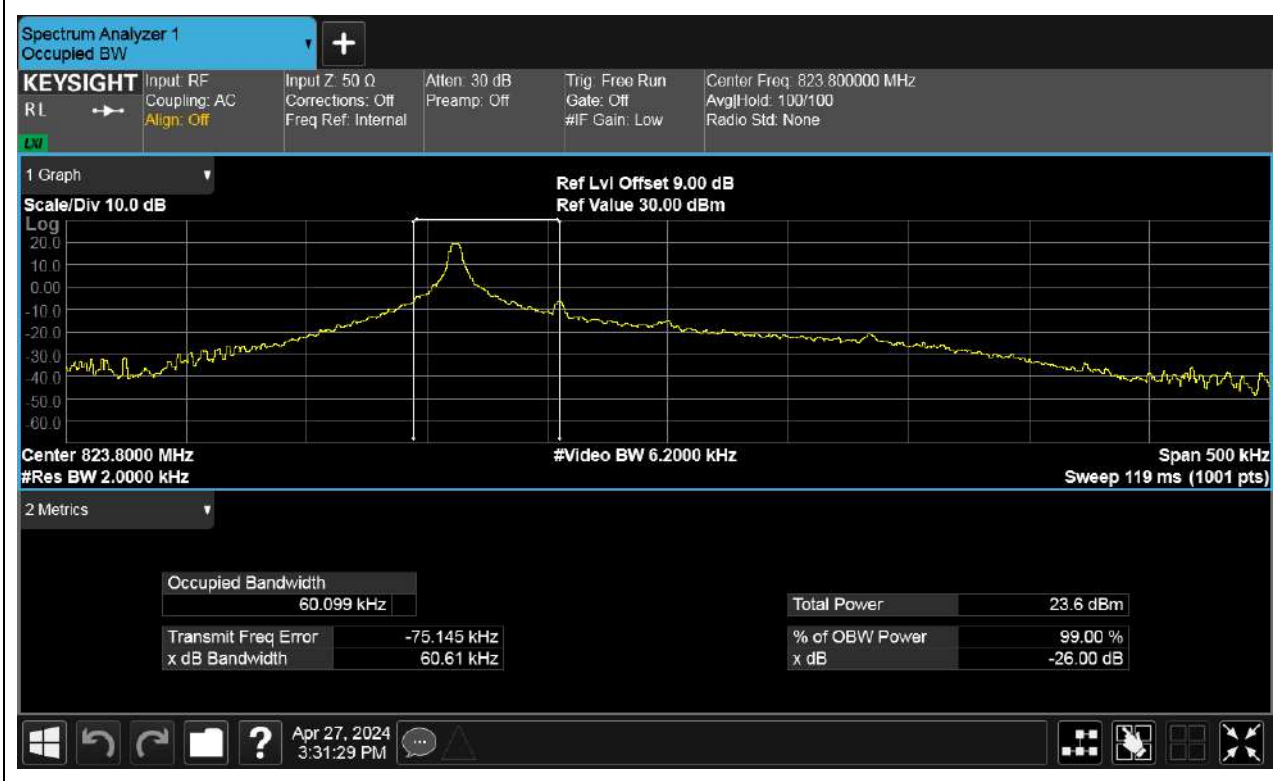 Spectrum Analyzer 1
Occupied BW
KEYSIGHT
R L
LXI
Input: RF
Coupling: AC
Align: Off
Input Z: 50 Ω
Corrections: Off
Freq Ref: Internal
Atten: 30 dB
Preamp: Off
Trig: Free Run
Gate: Off
#IF Gain: Low
Center Freq: 823.800000 MHz
Avg|Hold: 100/100
Radio Std: None
1 Graph
Scale/Div 10.0 dB
Ref Lvl Offset 9.00 dB
Ref Value 30.00 dBm
Log
20.0
10.0
0.00
-10.0
-20.0
-30.0
-40.0
-50.0
-60.0
Center 823.8000 MHz
#Res BW 2.0000 kHz
#Video BW 6.2000 kHz
Span 500 kHz
Sweep 119 ms (1001 pts)
2 Metrics
Occupied Bandwidth
60.099 kHz
Total Power 23.6 dBm
Transmit Freq Error -75.145 kHz
% of OBW Power 99.00 %
x dB Bandwidth 60.61 kHz
x dB -26.00 dB
?
Apr 27, 2024
3:31:29 PM